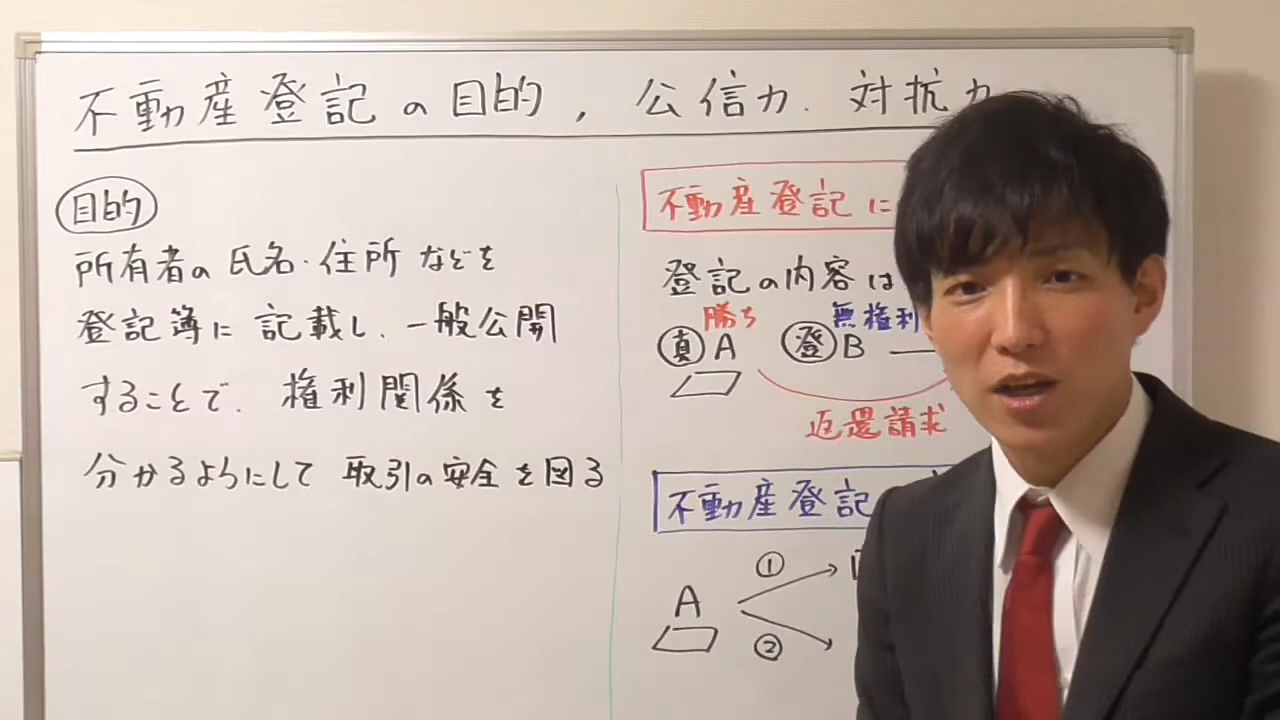 不動産登記の目的, 公信力. 対抗力
目的
所有者の氏名・住所などを
登記簿に記載し、一般公開
することで、権利関係を
分かるようにして取引の安全を図る
不動産登記に
登記の内容は
勝ち 無権利
真 A 登 B
返還請求
不動産登記
①
A
②